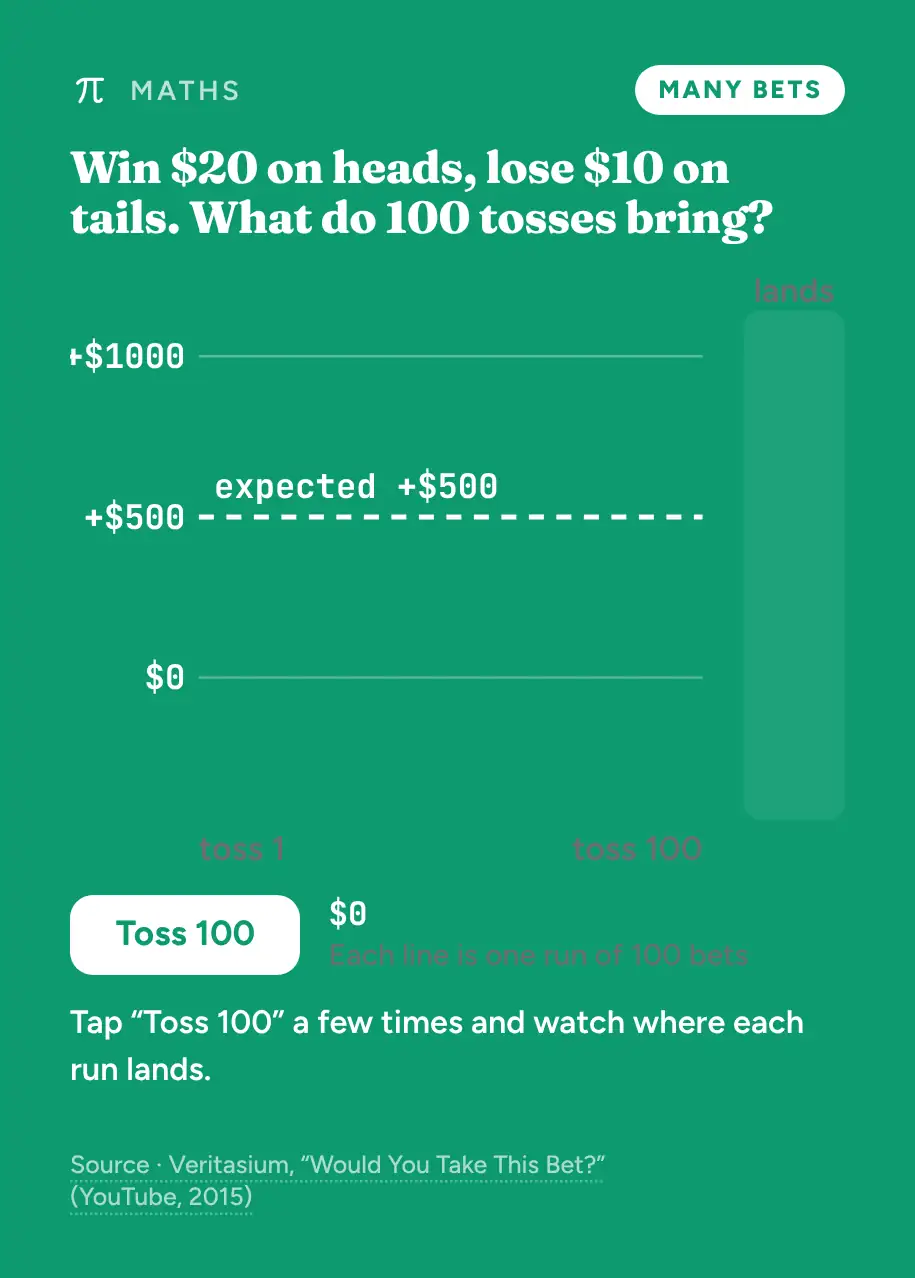 π MATHS
MANY BETS
Win $20 on heads, lose $10 on
tails. What do 100 tosses bring?
lands
+$1000
expected +$500
+$500
$0
toss 1
toss 100
Toss 100
$0
Each line is one run of 100 bets
Tap “Toss 100” a few times and watch where each
run lands.
Source · Veritasium, “Would You Take This Bet?”
(YouTube, 2015)